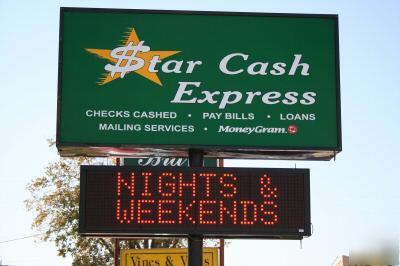 $tar Cash
Express
CHECKS CASHED • PAY BILLS • LOANS
MAILING SERVICES • MoneyGram.
NIGHTS &
WEEKENDS
Vines & V